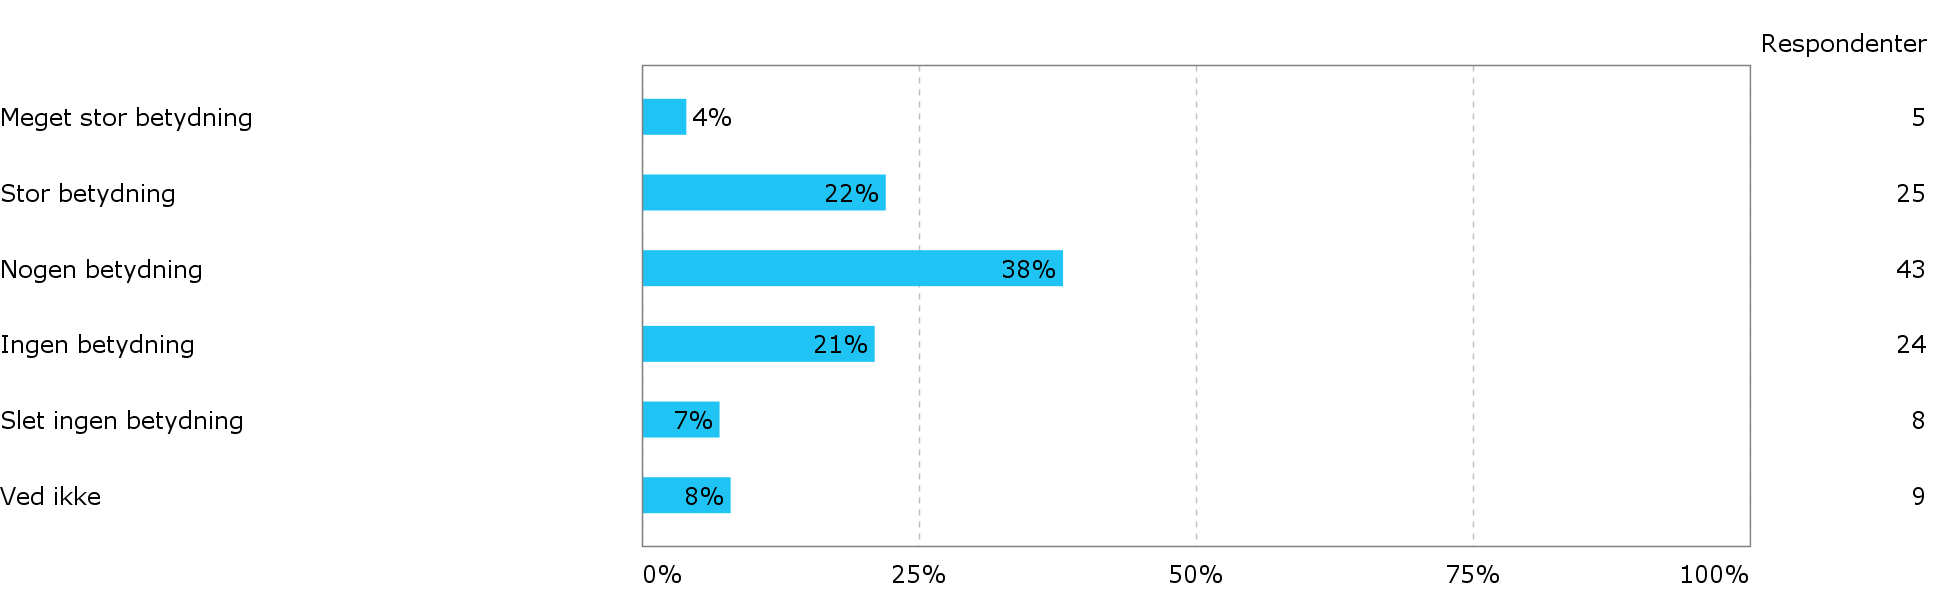 Respondenter
Meget stor betydning 4% 5
Stor betydning 22% 25
Nogen betydning 38% 43
Ingen betydning 21% 24
Slet ingen betydning 7% 8
Ved ikke 8% 9
0% 25% 50% 75% 100%